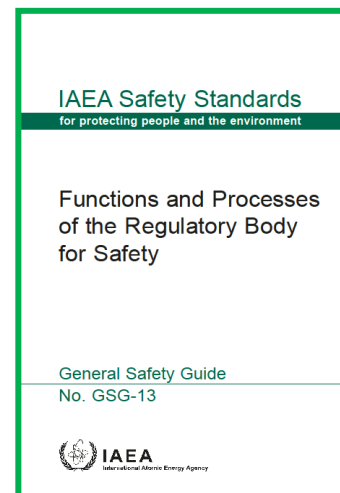 IAEA Safety Standards
for protecting people and the environment
Functions and Processes
of the Regulatory Body
for Safety
General Safety Guide
No. GSG-13
IAEA
International Atomic Energy Agency